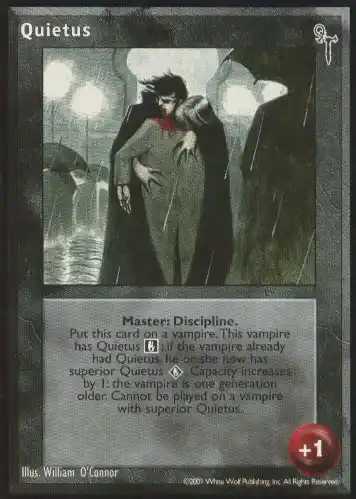 Quietus
Master: Discipline.
Put this card on a vampire. This vampire
has Quietus ; if the vampire already
had Quietus, he or she now has
superior Quietus . Capacity increases
by 1: the vampire is one generation
older. Cannot be played on a vampire
with superior Quietus.
+1
Illus. William O'Connor
©2001 White Wolf Publishing, Inc. All Rights Reserved.